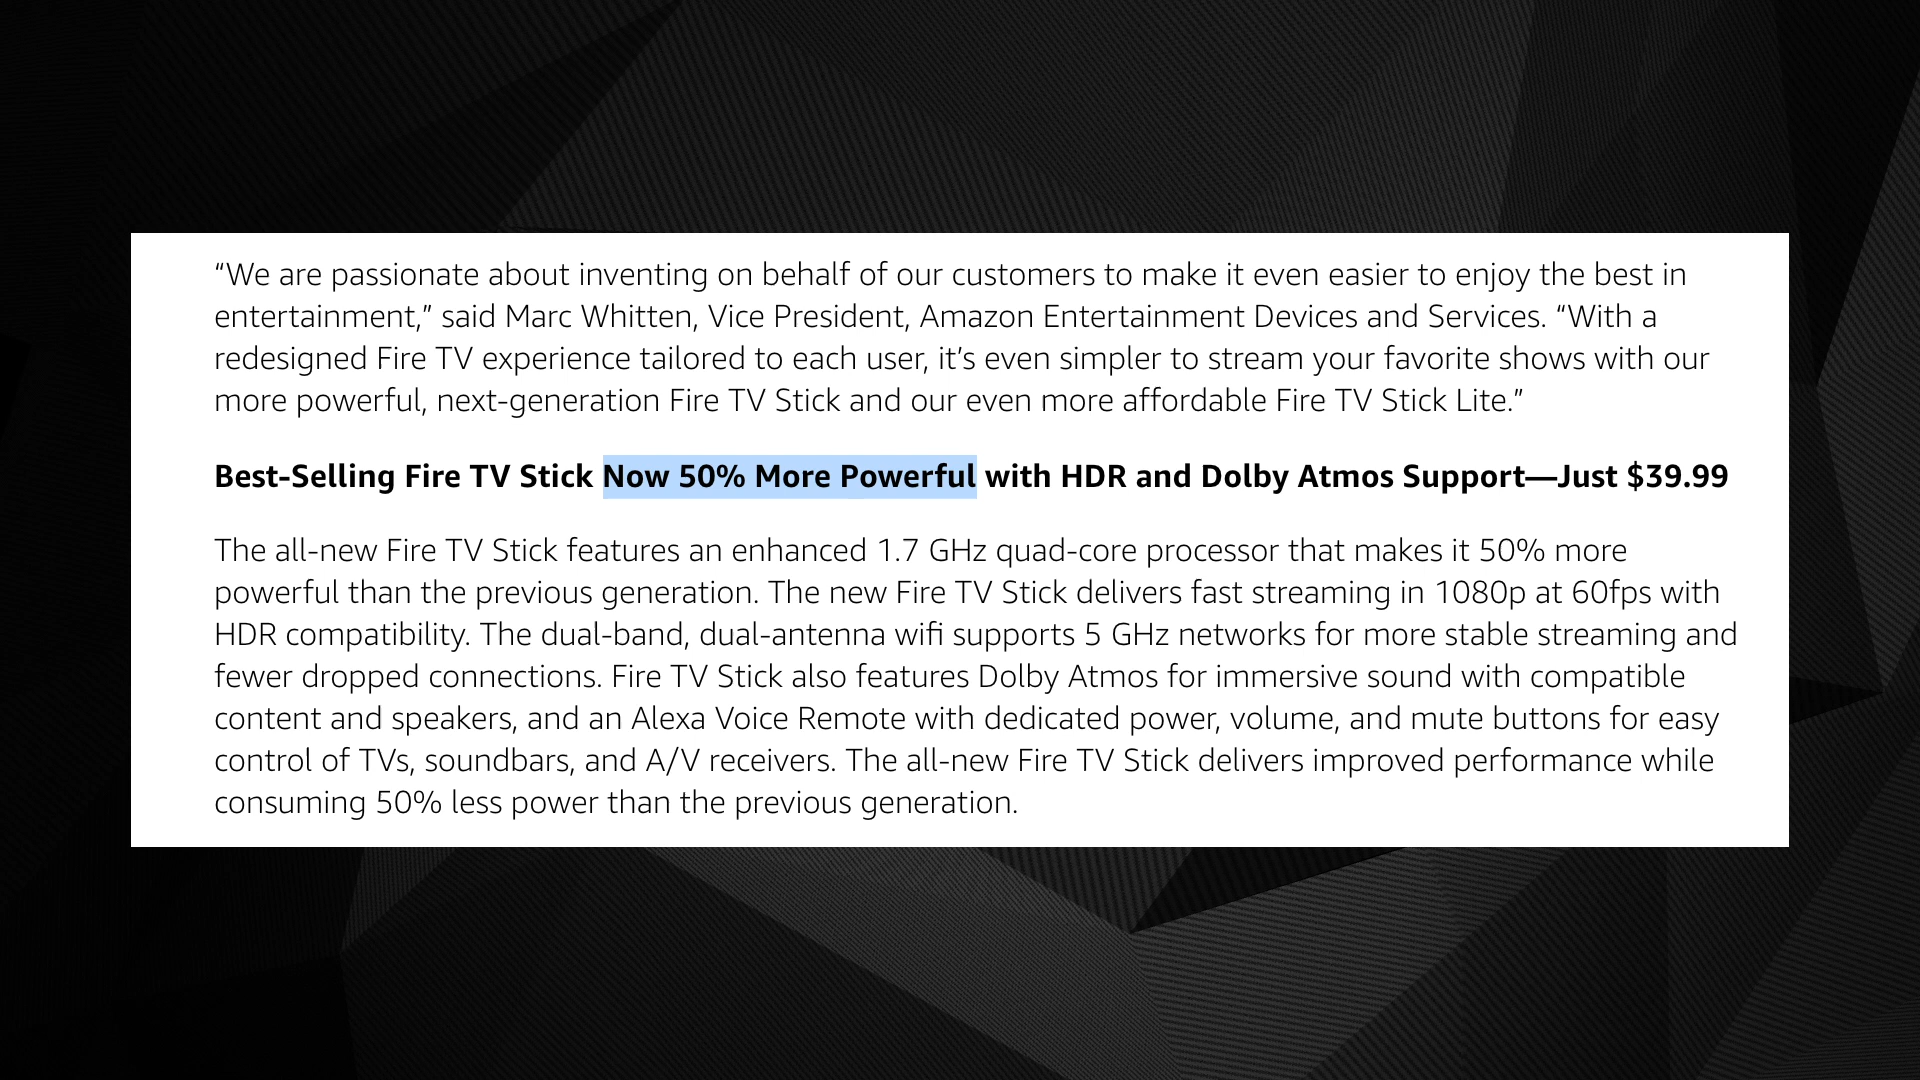 “We are passionate about inventing on behalf of our customers to make it even easier to enjoy the best in
entertainment,” said Marc Whitten, Vice President, Amazon Entertainment Devices and Services. “With a
redesigned Fire TV experience tailored to each user, it’s even simpler to stream your favorite shows with our
more powerful, next-generation Fire TV Stick and our even more affordable Fire TV Stick Lite.”
Best-Selling Fire TV Stick Now 50% More Powerful with HDR and Dolby Atmos Support—Just $39.99
The all-new Fire TV Stick features an enhanced 1.7 GHz quad-core processor that makes it 50% more
powerful than the previous generation. The new Fire TV Stick delivers fast streaming in 1080p at 60fps with
HDR compatibility. The dual-band, dual-antenna wifi supports 5 GHz networks for more stable streaming and
fewer dropped connections. Fire TV Stick also features Dolby Atmos for immersive sound with compatible
content and speakers, and an Alexa Voice Remote with dedicated power, volume, and mute buttons for easy
control of TVs, soundbars, and A/V receivers. The all-new Fire TV Stick delivers improved performance while
consuming 50% less power than the previous generation.